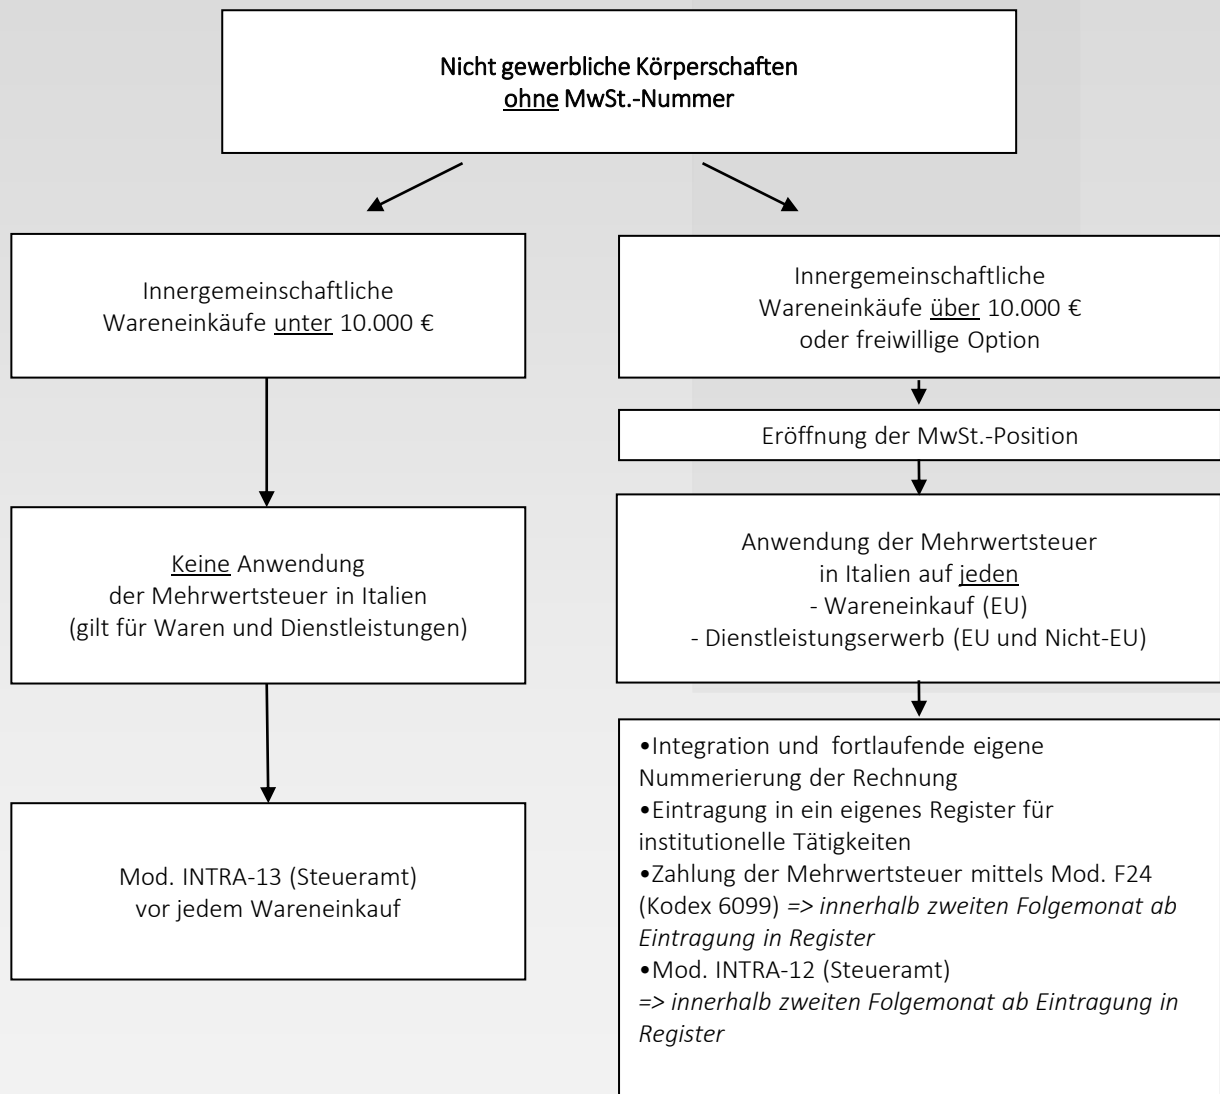 Nicht gewerbliche Körperschaften
ohne MwSt.-Nummer
Innergemeinschaftliche
Wareneinkäufe unter 10.000 €
Keine Anwendung
der Mehrwertsteuer in Italien
(gilt für Waren und Dienstleistungen)
Mod. INTRA-13 (Steueramt)
vor jedem Wareneinkauf
Innergemeinschaftliche
Wareneinkäufe über 10.000 €
oder freiwillige Option
Eröffnung der MwSt.-Position
Anwendung der Mehrwertsteuer
in Italien auf jeden
- Wareneinkauf (EU)
- Dienstleistungserwerb (EU und Nicht-EU)
•Integration und fortlaufende eigene
Nummerierung der Rechnung
•Eintragung in ein eigenes Register für
institutionelle Tätigkeiten
•Zahlung der Mehrwertsteuer mittels Mod. F24
(Kodex 6099) => innerhalb zweiten Folgemonat ab
Eintragung in Register
•Mod. INTRA-12 (Steueramt)
=> innerhalb zweiten Folgemonat ab Eintragung in
Register